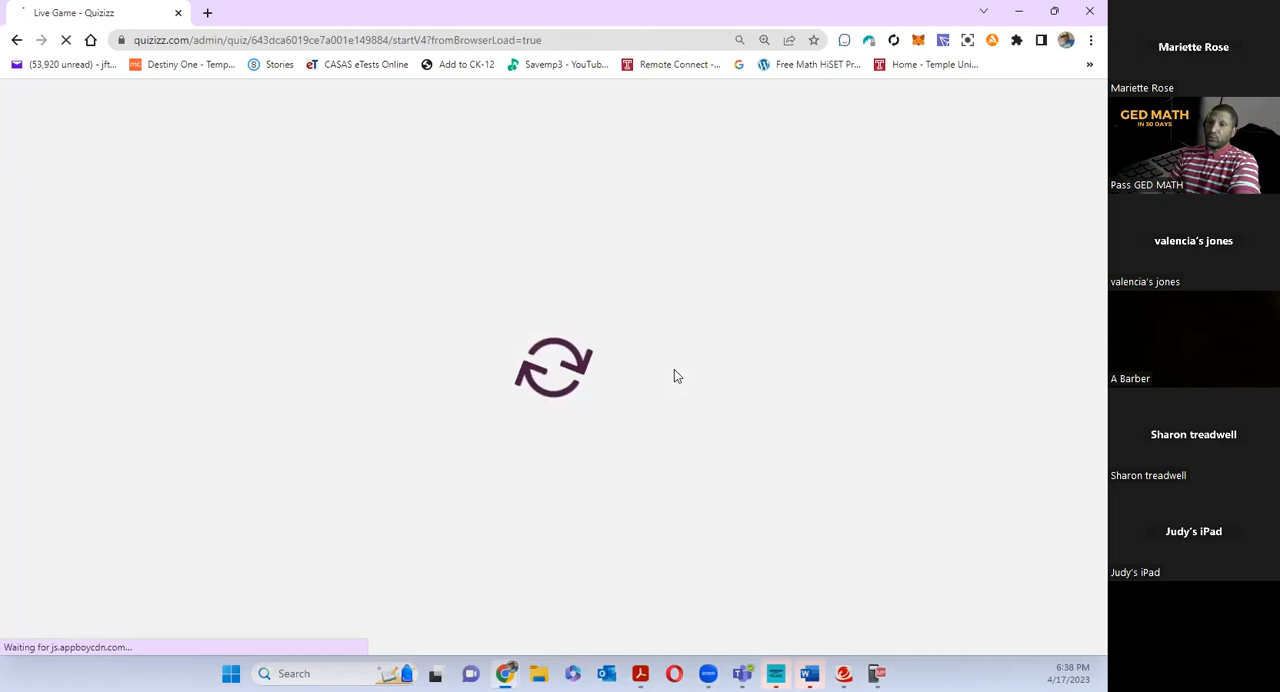 Live Game - Quizizz
quizizz.com/admin/quiz/643dca6019ce7a001e149884/startV4?fromBrowserLoad=true
(53,920 unread) - jft...
Destiny One - Temp...
Stories
eT CASAS eTests Online
Add to CK-12
Savemp3 - YouTub...
Remote Connect -...
Free Math HiSET Pr...
Home - Temple Uni...
»
Mariette Rose
Mariette Rose
GED MATH
IN 30 DAYS
Pass GED MATH
valencia's jones
valencia's jones
A Barber
Sharon treadwell
Sharon treadwell
Judy's iPad
Judy's iPad
Waiting for js.appboycdn.com...
Search
6:38 PM
4/17/2023